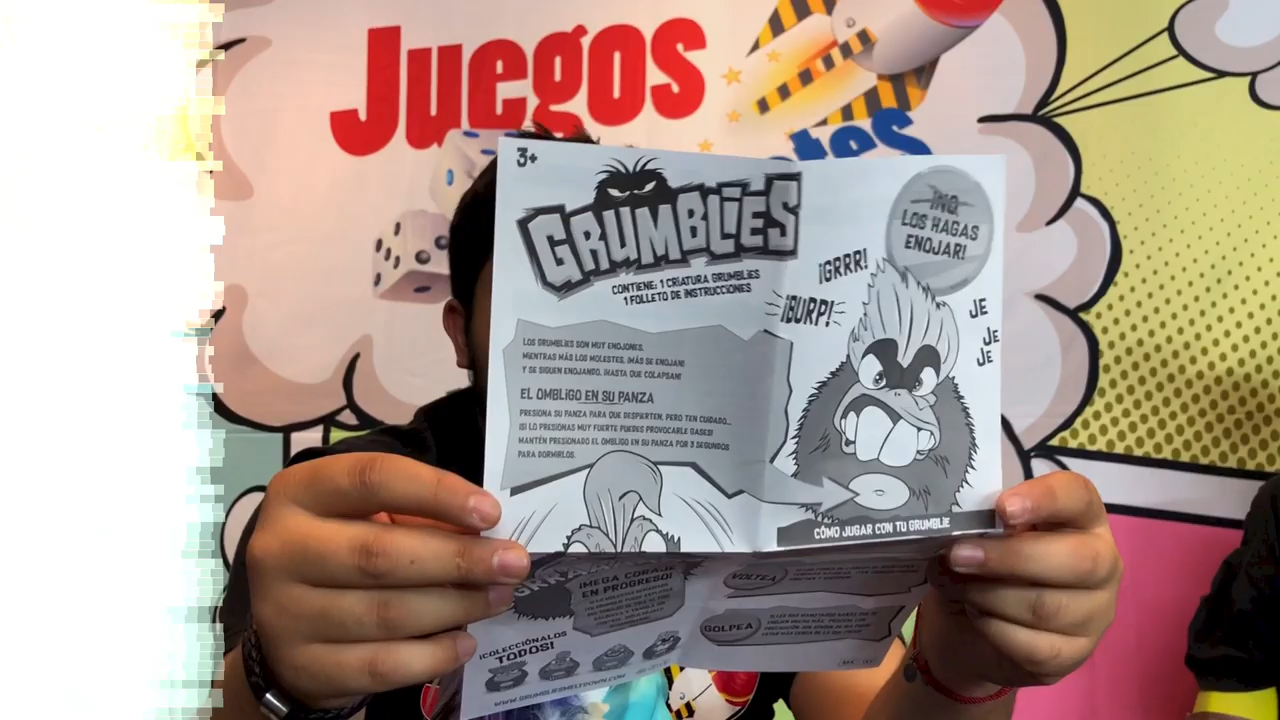 Juegos
3+
GRUMBLIES
CONTIENE: 1 CRIATURA GRUMBLIES
1 FOLLETO DE INSTRUCCIONES
¡NO
LOS HAGAS
ENOJAR!
¡GRRR!
¡BURP!
JE
JE
JE
LOS GRUMBLIES SON MUY ENOJONES.
MIENTRAS MÁS LOS MOLESTES, ¡MÁS SE ENOJAN!
Y SE SIGUEN ENOJANDO, ¡HASTA QUE COLAPSAN!
EL OMBLIGO EN SU PANZA
PRESIONA SU PANZA PARA QUE DESPIERTEN, PERO TEN CUIDADO...
¡SI LO PRESIONAS MUY FUERTE PUEDES PROVOCARLE GASES!
MANTÉN PRESIONADO EL OMBLIGO EN SU PANZA POR 3 SEGUNDOS
PARA DORMIRLOS.
CÓMO JUGAR CON TU GRUMBLIE
¡MEGA CORAJE
EN PROGRESO!
VOLTEA
GOLPEA
¡COLECCIÓNALOS
TODOS!
WWW.GRUMBLIESMELTDOWN.COM